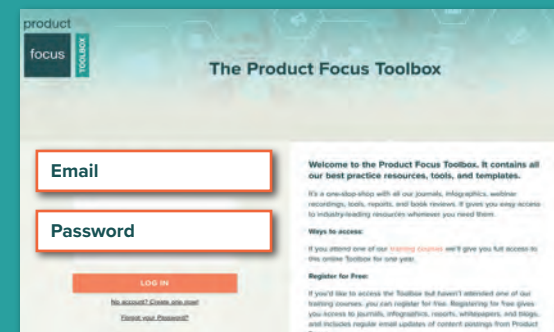 product
focus
TOOLBOX
The Product Focus Toolbox
Email
Password
LOG IN
No account? Create one now!
Forgot your Password?
Welcome to the Product Focus Toolbox. It contains all
our best practice resources, tools, and templates.
It's a one-stop-shop with all our journals, infographics, webinar
recordings, tools, reports, and book reviews. It gives you easy access
to industry-leading resources whenever you need them.
Ways to access:
If you attend one of our training courses we'll give you full access to
this online Toolbox for one year.
Register for Free:
If you'd like to access the Toolbox but haven't attended one of our
training courses, you can register for free. Registering for free gives
you access to journals, infographics, reports, whitepapers, and blogs,
and includes regular email updates of content postings from Product